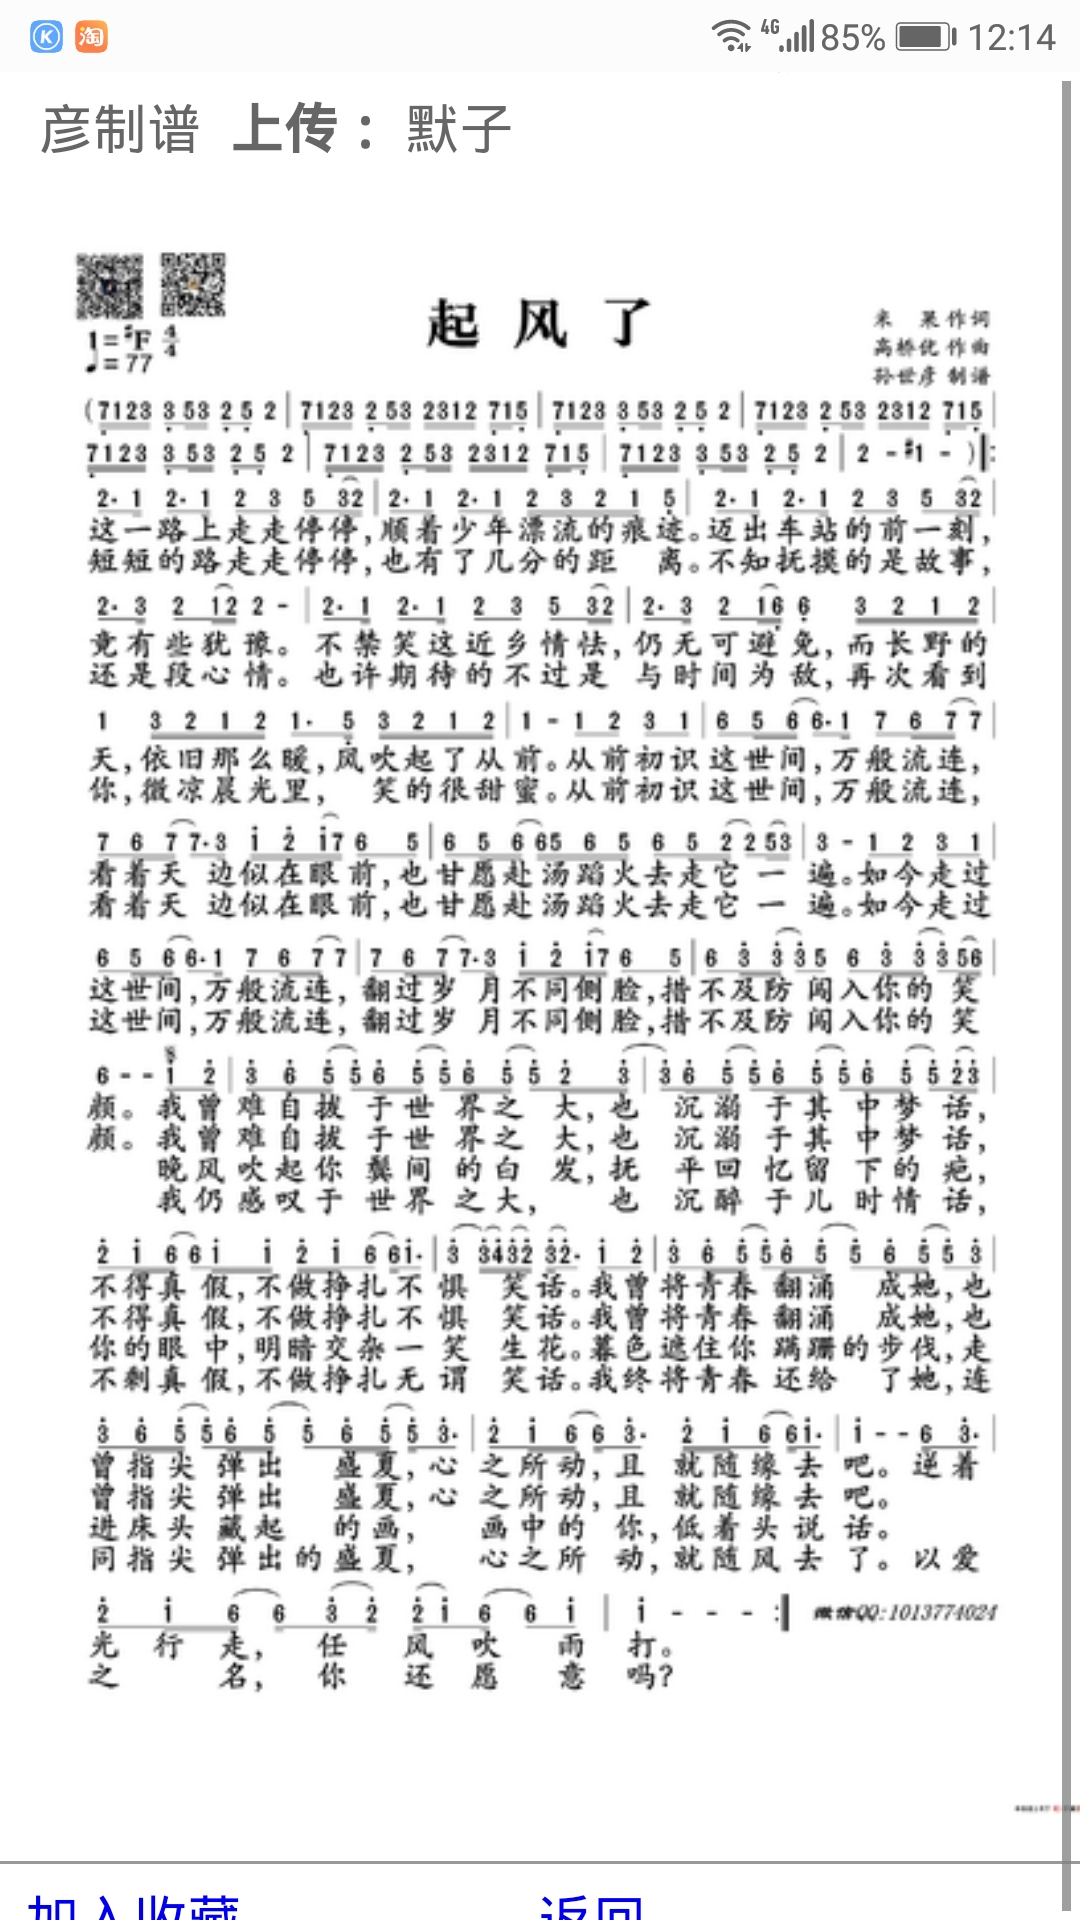 淘 4G 85% 12:14
彦制谱 上传：默子
起风了
米 果 作词
高桥优 作曲
孙世彦 制谱
1=#F 4/4
♩=77
(7123 3 53 2 5 2 | 7123 2 53 2312 715 | 7123 3 53 2 5 2 | 7123 2 53 2312 715 |
7123 3 53 2 5 2 | 7123 2 53 2312 715 | 7123 3 53 2 5 2 | 2 - #1 - ) |:
2· 1 2· 1 2 3 5 32 | 2· 1 2· 1 2 3 2 1 5 | 2· 1 2· 1 2 3 5 32 |
这一路上走走停停,顺着少年漂流的痕迹。迈出车站的前一刻,
短短的路走走停停,也有了几分的距 离。不知抚摸的是故事,
2· 3 2 12 2 - | 2· 1 2· 1 2 3 5 32 | 2· 3 2 16 6 3 2 1 2 |
竟有些犹豫。不禁笑这近乡情怯,仍无可避免,而长野的
还是段心情。也许期待的不过是 与时间为敌,再次看到
1 3 2 1 2 1· 5 3 2 1 2 | 1 - 1 2 3 1 | 6 5 6 6· 1 7 6 7 7 |
天,依旧那么暖,风吹起了从前。从前初识这世间,万般流连,
你,微凉晨光里, 笑的很甜蜜。从前初识这世间,万般流连,
7 6 7 7· 3 1 2 17 6 5 | 6 5 6 65 6 5 6 5 2 2 53 | 3 - 1 2 3 1 |
看着天 边似在眼前,也甘愿赴汤蹈火去走它一 遍。如今走过
看着天 边似在眼前,也甘愿赴汤蹈火去走它一 遍。如今走过
6 5 6 6· 1 7 6 7 7 | 7 6 7 7· 3 1 2 17 6 5 | 6 3 3 3 5 6 3 3 3 56 |
这世间,万般流连,翻过岁 月不同侧脸,措不及防 闯入你的 笑
这世间,万般流连,翻过岁 月不同侧脸,措不及防 闯入你的 笑
6 - - 1 2 | 3 6 5 5 6 5 5 6 5 5 2 3 | 3 6 5 5 6 5 5 6 5 5 23 |
颜。我曾难自拔 于世 界之 大,也 沉溺 于其 中梦 话,
颜。我曾难自拔 于世 界之 大,也 沉溺 于其 中梦 话,
晚风吹起你 鬓间 的白 发,抚 平回 忆留 下的 疤,
我仍感叹于 世界 之大, 也 沉醉 于儿 时情 话,
2 1 6 6 1 1 2 1 6 61· | 3 3432 32· 1 2 | 3 6 5 5 6 5 5 6 5 5 3 |
不得真 假,不做挣扎不 惧 笑话。我曾将青春 翻涌 成她,也
不得真 假,不做挣扎不 惧 笑话。我曾将青春 翻涌 成她,也
你的眼 中,明暗交杂一 笑 生花。暮色遮住你 蹒跚的步伐,走
不剩真 假,不做挣扎无 谓 笑话。我终将青春 还给 了她,连
3 6 5 5 6 5 5 6 5 5 3· | 2 1 6 6 3· 2 1 6 61· | 1 - - 6 3· |
曾指尖 弹出 盛夏,心 之所动,且 就随缘去 吧。逆着
曾指尖 弹出 盛夏,心 之所动,且 就随缘去 吧。
进床头 藏起 的画, 画中的 你,低着头说 话。
同指尖 弹出的盛夏, 心之所 动,就随风去 了。以爱
2 1 6 6 3 2 2 1 6 6 1 | 1 - - - :|
微信QQ:1013774024
光 行 走, 任 风 吹 雨 打。
之 名, 你 还 愿 意 吗?
加入收藏 返回